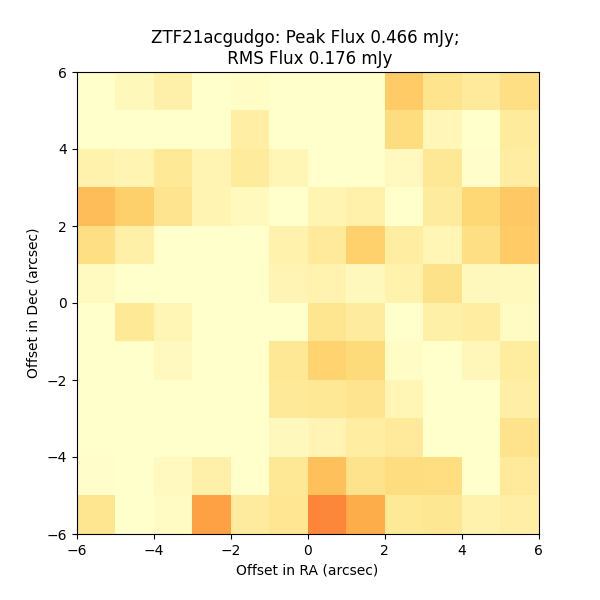 ZTF21acgudgo: Peak Flux 0.466 mJy;
RMS Flux 0.176 mJy
6
4
2
0
−2
−4
−6
Offset in Dec (arcsec)
−6 −4 −2 0 2 4 6
Offset in RA (arcsec)